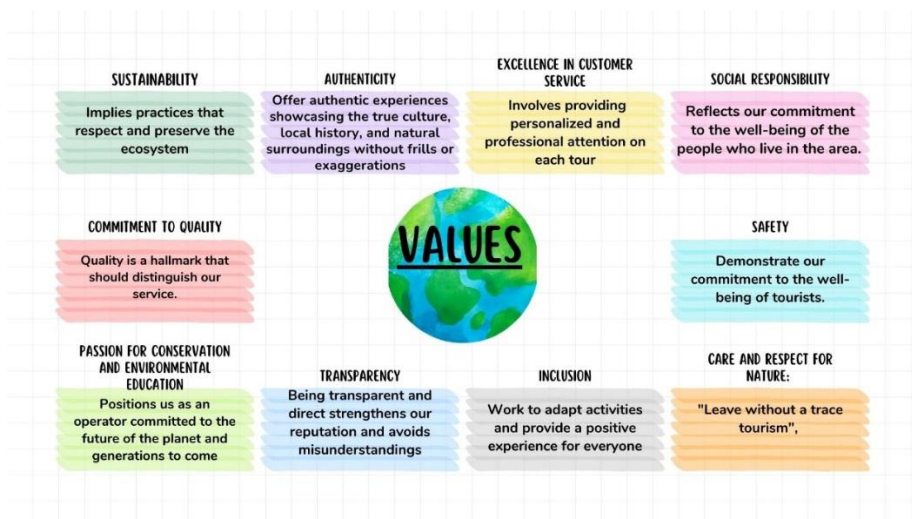 SUSTAINABILITY
Implies practices that
respect and preserve the
ecosystem
AUTHENTICITY
Offer authentic experiences
showcasing the true culture,
local history, and natural
surroundings without frills or
exaggerations
EXCELLENCE IN CUSTOMER
SERVICE
Involves providing
personalized and
professional attention on
each tour
SOCIAL RESPONSIBILITY
Reflects our commitment
to the well-being of the
people who live in the area.
COMMITMENT TO QUALITY
Quality is a hallmark that
should distinguish our
service.
VALUES
SAFETY
Demonstrate our
commitment to the well-
being of tourists.
PASSION FOR CONSERVATION
AND ENVIRONMENTAL
EDUCATION
Positions us as an
operator committed to the
future of the planet and
generations to come
TRANSPARENCY
Being transparent and
direct strengthens our
reputation and avoids
misunderstandings
INCLUSION
Work to adapt activities
and provide a positive
experience for everyone
CARE AND RESPECT FOR
NATURE:
"Leave without a trace
tourism",